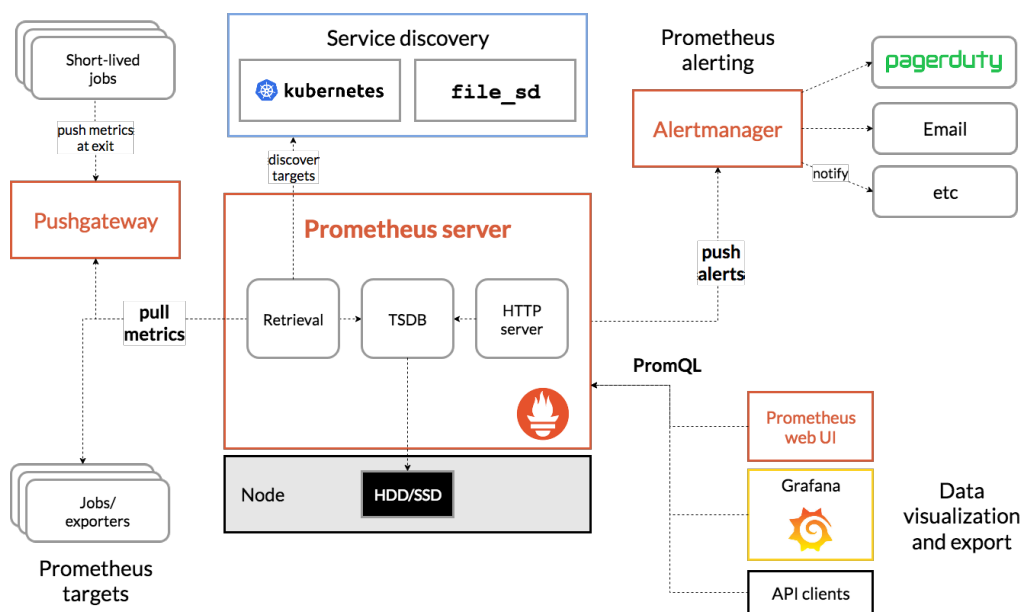 Short-lived
jobs
push metrics
at exit
Pushgateway
pull
metrics
Jobs/
exporters
Prometheus
targets
Service discovery
kubernetes
file_sd
discover
targets
Prometheus server
Retrieval
TSDB
HTTP
server
Node
HDD/SSD
Prometheus
alerting
Alertmanager
pagerduty
Email
notify
etc
push
alerts
PromQL
Prometheus
web UI
Grafana
API clients
Data
visualization
and export